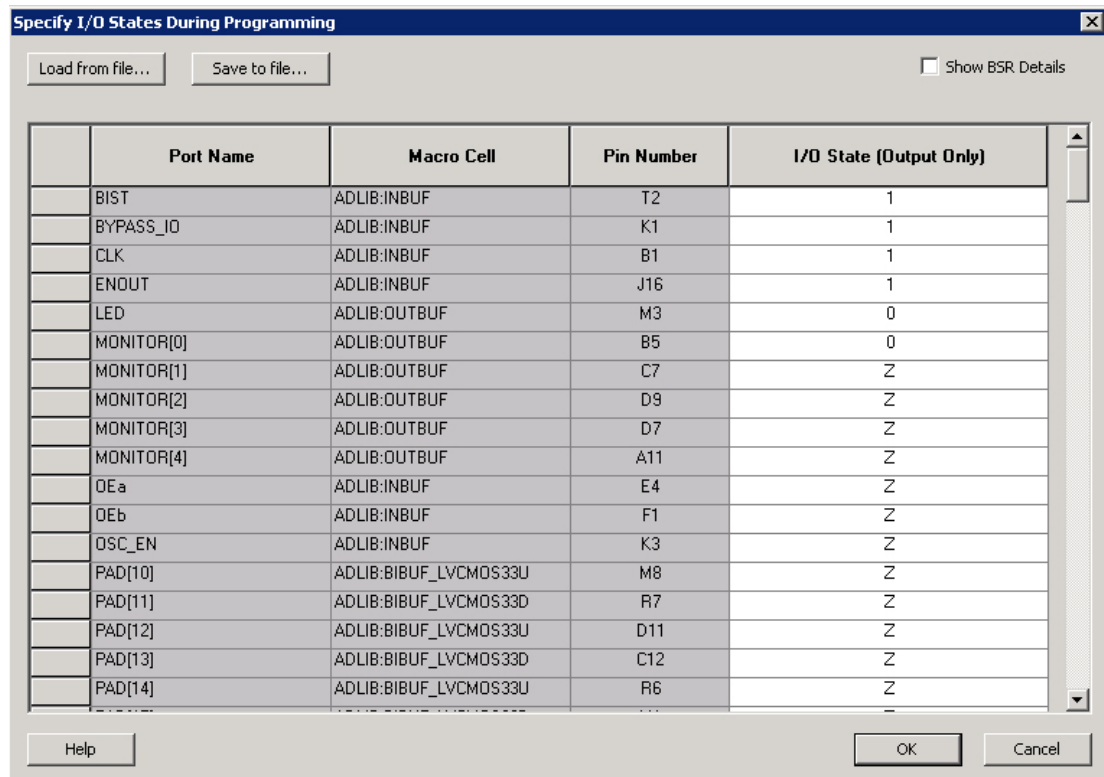 Specify I/O States During Programming
Load from file... Save to file... Show BSR Details
Port Name Macro Cell Pin Number I/O State (Output Only)
BIST ADLIB:INBUF T2 1
BYPASS_IO ADLIB:INBUF K1 1
CLK ADLIB:INBUF B1 1
ENOUT ADLIB:INBUF J16 1
LED ADLIB:OUTBUF M3 0
MONITOR[0] ADLIB:OUTBUF B5 0
MONITOR[1] ADLIB:OUTBUF C7 Z
MONITOR[2] ADLIB:OUTBUF D9 Z
MONITOR[3] ADLIB:OUTBUF D7 Z
MONITOR[4] ADLIB:OUTBUF A11 Z
OEa ADLIB:INBUF E4 Z
OEb ADLIB:INBUF F1 Z
OSC_EN ADLIB:INBUF K3 Z
PAD[10] ADLIB:BIBUF_LVCMOS33U M8 Z
PAD[11] ADLIB:BIBUF_LVCMOS33D R7 Z
PAD[12] ADLIB:BIBUF_LVCMOS33U D11 Z
PAD[13] ADLIB:BIBUF_LVCMOS33D C12 Z
PAD[14] ADLIB:BIBUF_LVCMOS33U R6 Z
Help OK Cancel